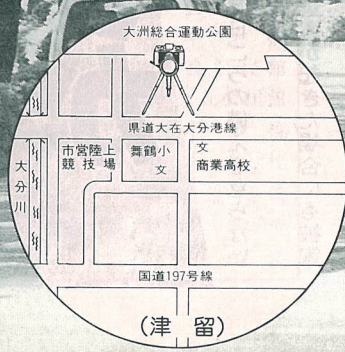 大洲総合運動公園
県道大在大分港線
市営陸上
競技場
舞鶴小
文
文
商業高校
大分川
国道197号線
(津留)